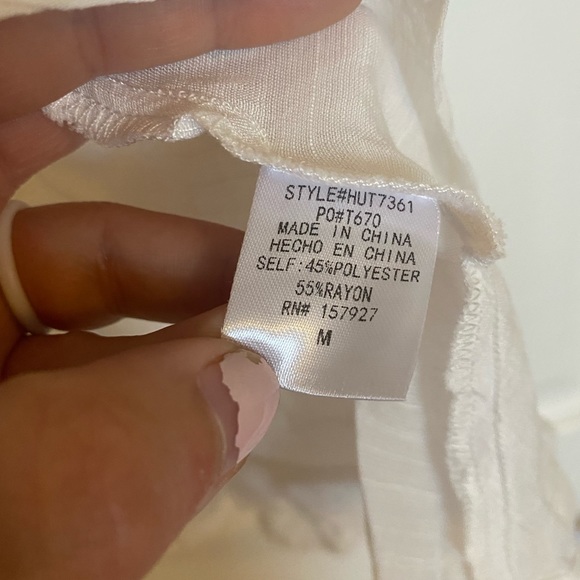 STYLE#HUT7361
PO#T670
MADE IN CHINA
HECHO EN CHINA
SELF:45%POLYESTER
55%RAYON
RN# 157927
M